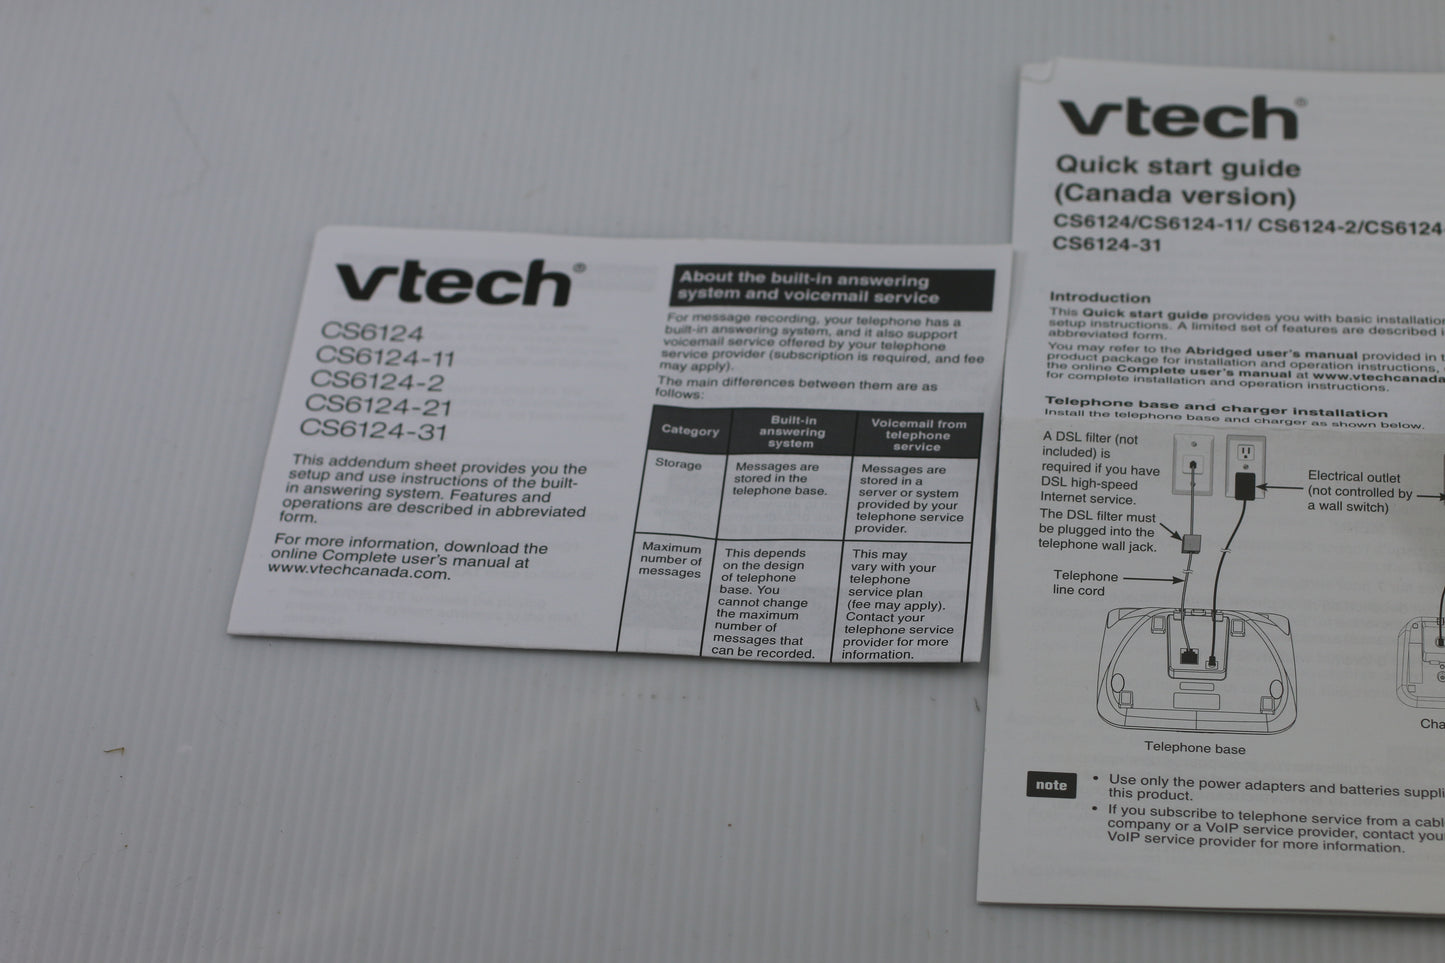 vtech®
CS6124
CS6124-11
CS6124-2
CS6124-21
CS6124-31
This addendum sheet provides you the
setup and use instructions of the built-
in answering system. Features and
operations are described in abbreviated
form.
For more information, download the
online Complete user's manual at
www.vtechcanada.com.
About the built-in answering
system and voicemail service
For message recording, your telephone has a
built-in answering system, and it also support
voicemail service offered by your telephone
service provider (subscription is required, and fee
may apply).
The main differences between them are as
follows:
Category
Built-in
answering
system
Voicemail from
telephone
service
Storage
Messages are
stored in the
telephone base.
Messages are
stored in a
server or system
provided by your
telephone service
provider.
Maximum
number of
messages
This depends
on the design
of telephone
base. You
cannot change
the maximum
number of
messages that
can be recorded.
This may
vary with your
telephone
service plan
(fee may apply).
Contact your
telephone service
provider for more
information.
vtech®
Quick start guide
(Canada version)
CS6124/CS6124-11/ CS6124-2/CS6124
CS6124-31
Introduction
This Quick start guide provides you with basic installation
setup instructions. A limited set of features are described
abbreviated form.
You may refer to the Abridged user's manual provided in
product package for installation and operation instructions,
the online Complete user's manual at www.vtechcanada
for complete installation and operation instructions.
Telephone base and charger installation
Install the telephone base and charger as shown below.
A DSL filter (not
included) is
required if you have
DSL high-speed
Internet service.
The DSL filter must
be plugged into the
telephone wall jack.
Telephone
line cord
Electrical outlet
(not controlled by
a wall switch)
Telephone base
Cha
note
• Use only the power adapters and batteries suppli
this product.
• If you subscribe to telephone service from a cabl
company or a VoIP service provider, contact you
VoIP service provider for more information.